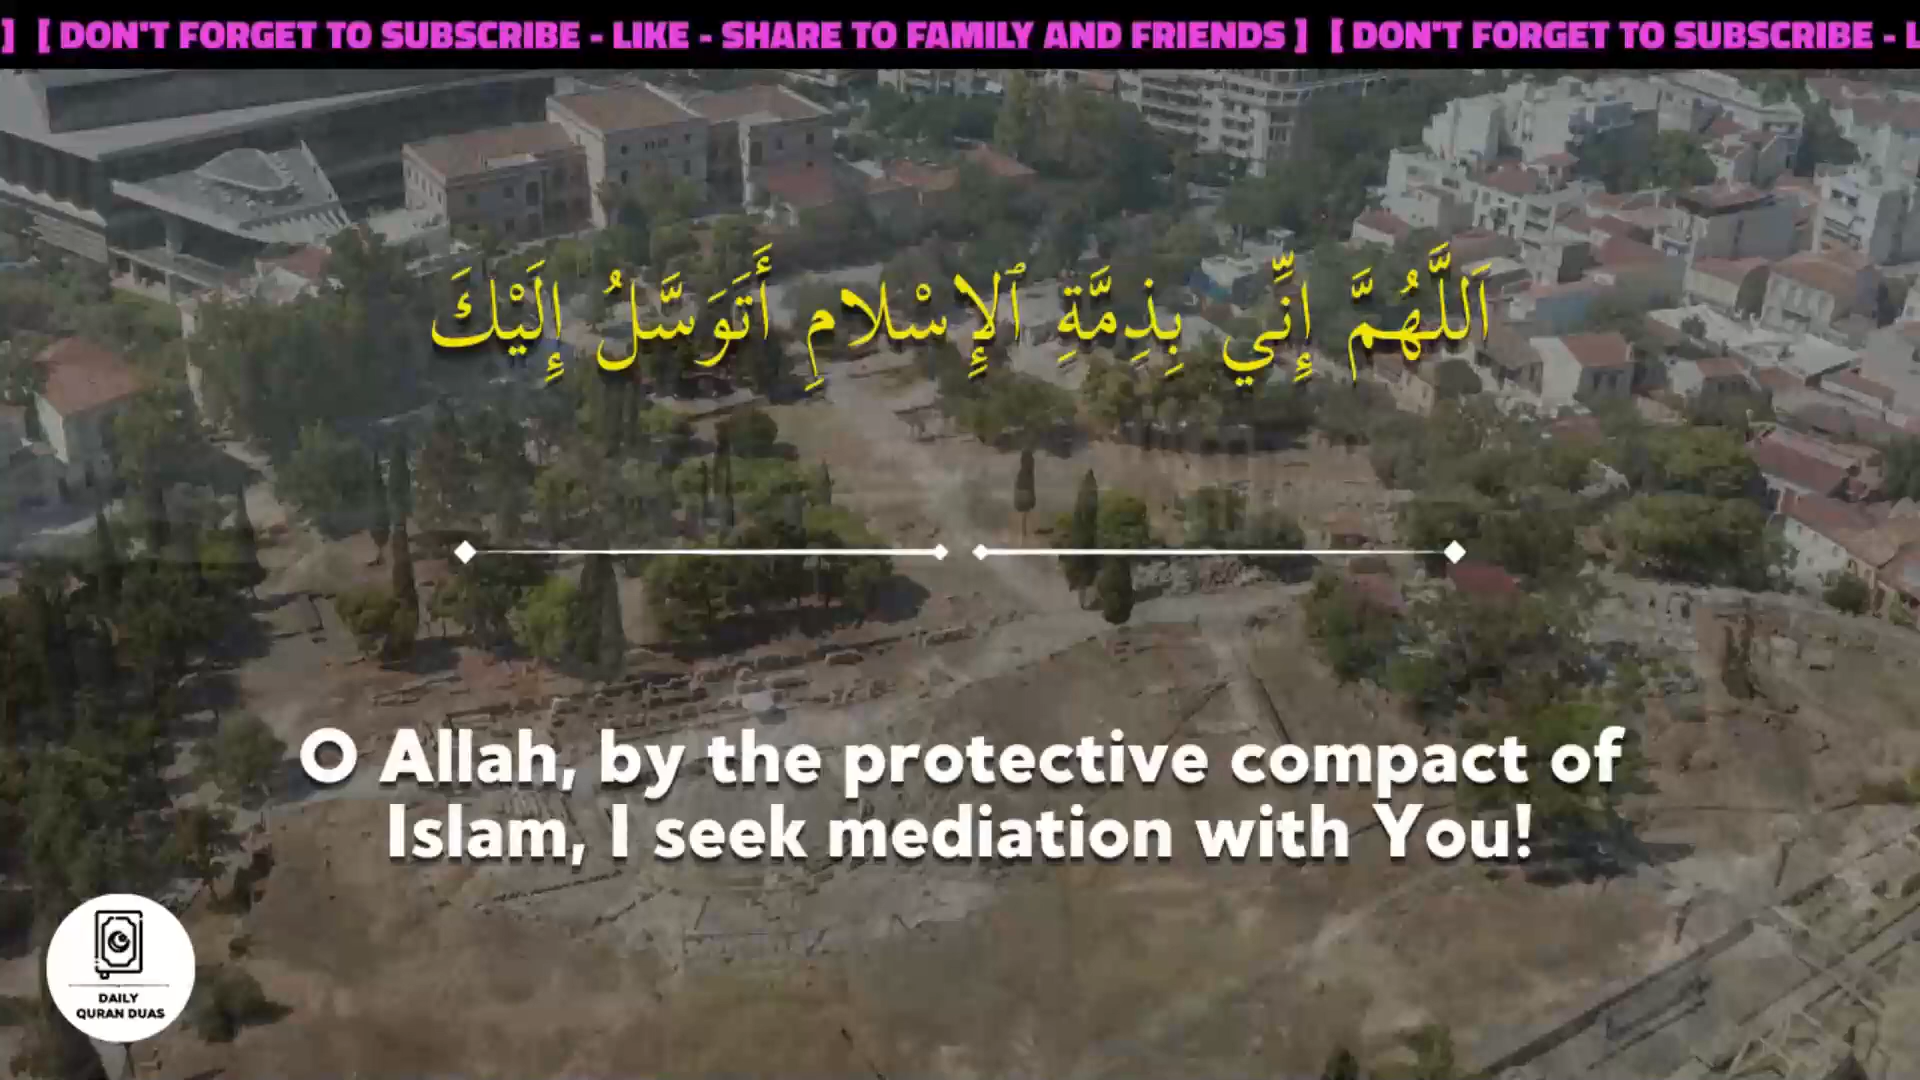 ] [ DON'T FORGET TO SUBSCRIBE - LIKE - SHARE TO FAMILY AND FRIENDS ] [ DON'T FORGET TO SUBSCRIBE - L
اَللَّهُمَّ إِنِّي بِذِمَّةِ ٱلإِسْلامِ أَتَوَسَّلُ إِلَيْكَ
O Allah, by the protective compact of
Islam, I seek mediation with You!
DAILY
QURAN DUAS